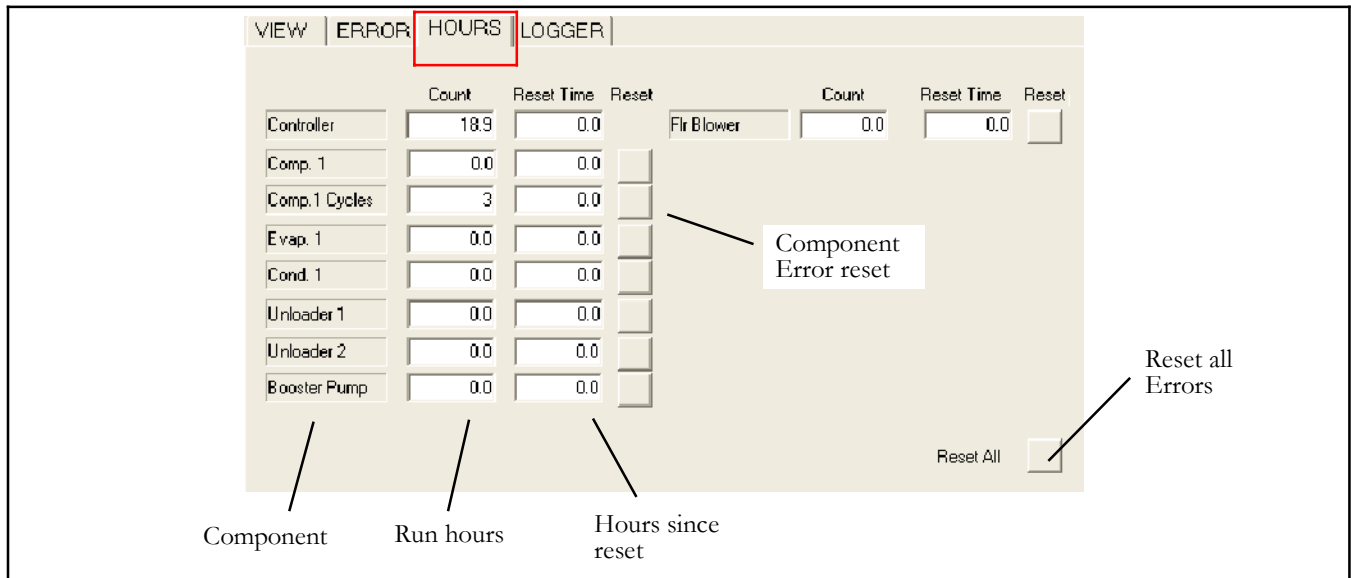 VIEW ERROR HOURS LOGGER
Count Reset Time Reset Count Reset Time Reset
Controller 18.9 0.0 Flr Blower 0.0 0.0
Comp. 1 0.0 0.0
Comp.1 Cycles 3 0.0
Evap. 1 0.0 0.0
Cond. 1 0.0 0.0
Unloader 1 0.0 0.0
Unloader 2 0.0 0.0
Booster Pump 0.0 0.0
Component
Error reset
Reset all
Errors
Reset All
Component
Run hours
Hours since
reset